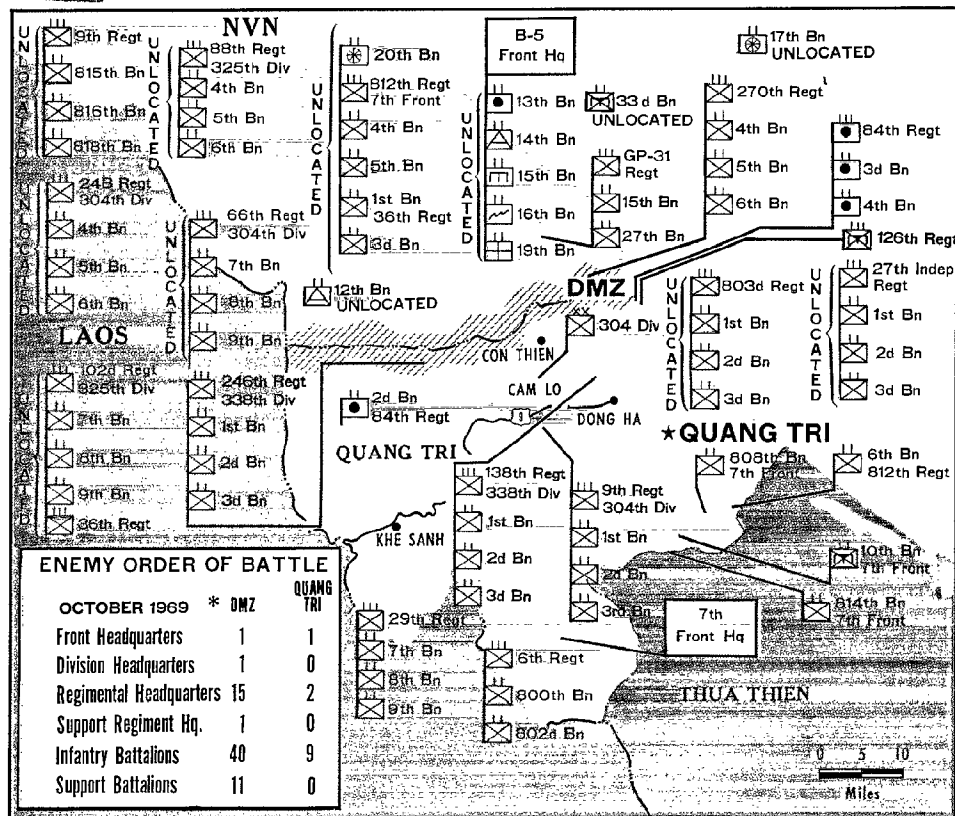 NVN
UNLOCATED
9th Regt
815th Bn
816th Bn
818th Bn
UNLOCATED
88th Regt
325th Div
4th Bn
5th Bn
6th Bn
UNLOCATED
20th Bn
812th Regt
7th Front
4th Bn
5th Bn
1st Bn
36th Regt
3d Bn
B-5
Front Hq
UNLOCATED
13th Bn
14th Bn
15th Bn
16th Bn
19th Bn
33d Bn
UNLOCATED
GP-31
Regt
15th Bn
27th Bn
17th Bn
UNLOCATED
270th Regt
4th Bn
5th Bn
6th Bn
84th Regt
3d Bn
4th Bn
126th Regt
UNLOCATED
24B Regt
304th Div
4th Bn
5th Bn
6th Bn
UNLOCATED
66th Regt
304th Div
7th Bn
8th Bn
9th Bn
12th Bn
UNLOCATED
DMZ
304 Div
UNLOCATED
803d Regt
1st Bn
2d Bn
3d Bn
UNLOCATED
27th Indep
Regt
1st Bn
2d Bn
3d Bn
LAOS
CON THIEN
CAM LO
9
DONG HA
UNLOCATED
102d Regt
325th Div
7th Bn
8th Bn
9th Bn
36th Regt
246th Regt
338th Div
1st Bn
2d Bn
3d Bn
2d Bn
84th Regt
QUANG TRI
★QUANG TRI
808th Bn
7th Front
6th Bn
812th Regt
138th Regt
338th Div
1st Bn
2d Bn
3d Bn
9th Regt
304th Div
1st Bn
2d Bn
3rd Bn
KHE SANH
10th Bn
7th Front
814th Bn
7th Front
7th
Front Hq
29th Regt
7th Bn
8th Bn
9th Bn
6th Regt
800th Bn
802d Bn
THUA THIEN
0 5 10
Miles
ENEMY ORDER OF BATTLE
OCTOBER 1969 * DMZ QUANG TRI
Front Headquarters 1 1
Division Headquarters 1 0
Regimental Headquarters 15 2
Support Regiment Hq. 1 0
Infantry Battalions 40 9
Support Battalions 11 0